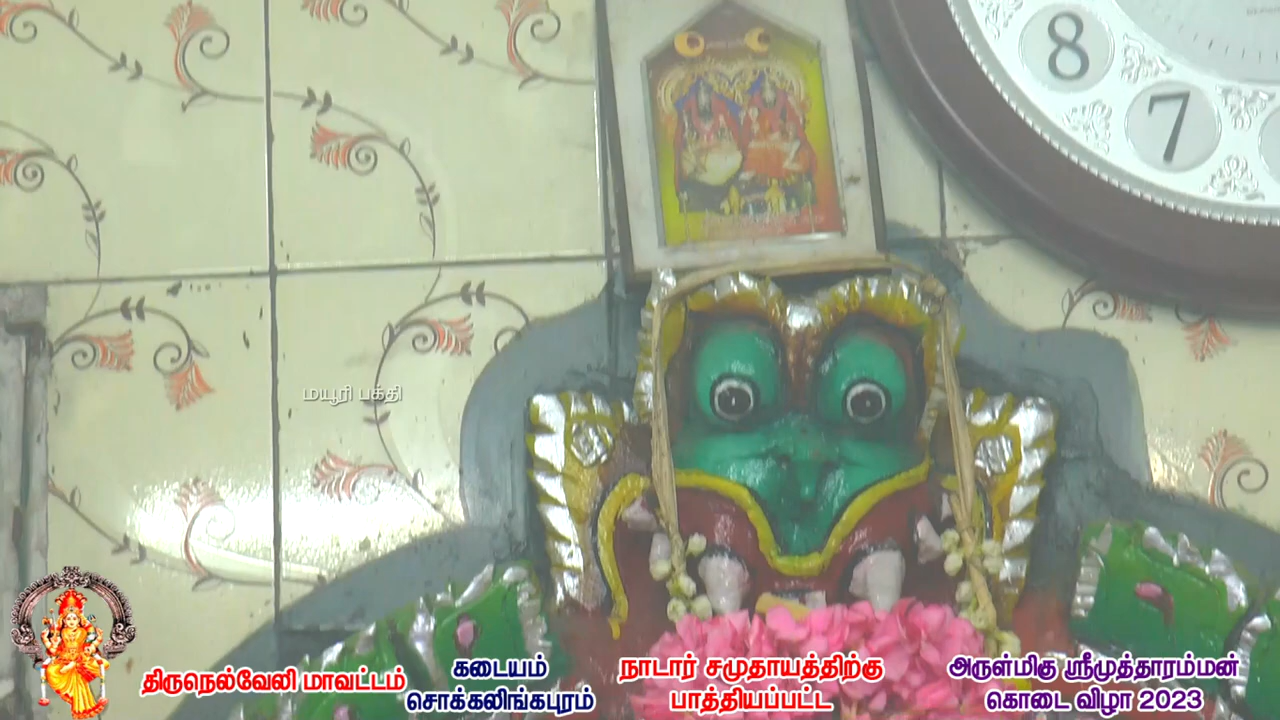 8
7
மயூரி பக்தி
திருநெல்வேலி மாவட்டம்
கடையம்
சொக்கலிங்கபுரம்
நாடார் சமுதாயத்திற்கு
பாத்தியப்பட்ட
அருள்மிகு ஸ்ரீமுத்தாரம்மன்
கொடை விழா 2023